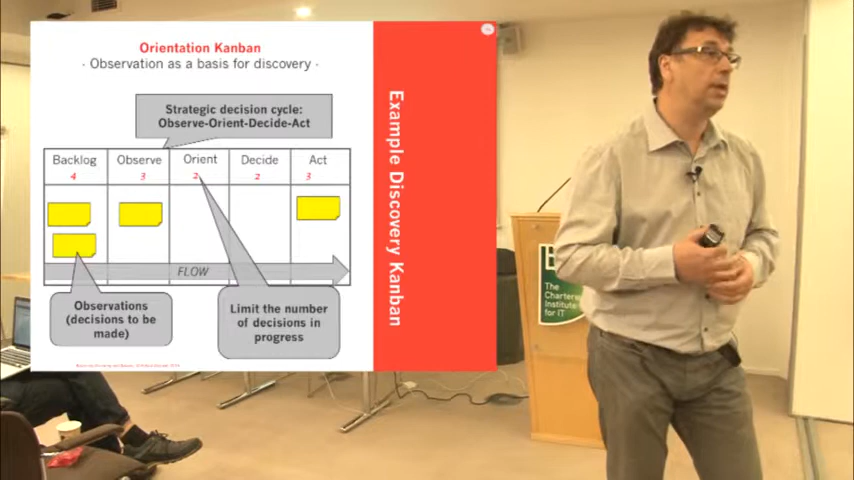 Orientation Kanban
· Observation as a basis for discovery ·
Strategic decision cycle:
Observe-Orient-Decide-Act
Backlog Observe Orient Decide Act
4 3 2 2 3
FLOW
Observations
(decisions to be
made)
Limit the number
of decisions in
progress
Example Discovery Kanban
The Charter
Institute
for IT